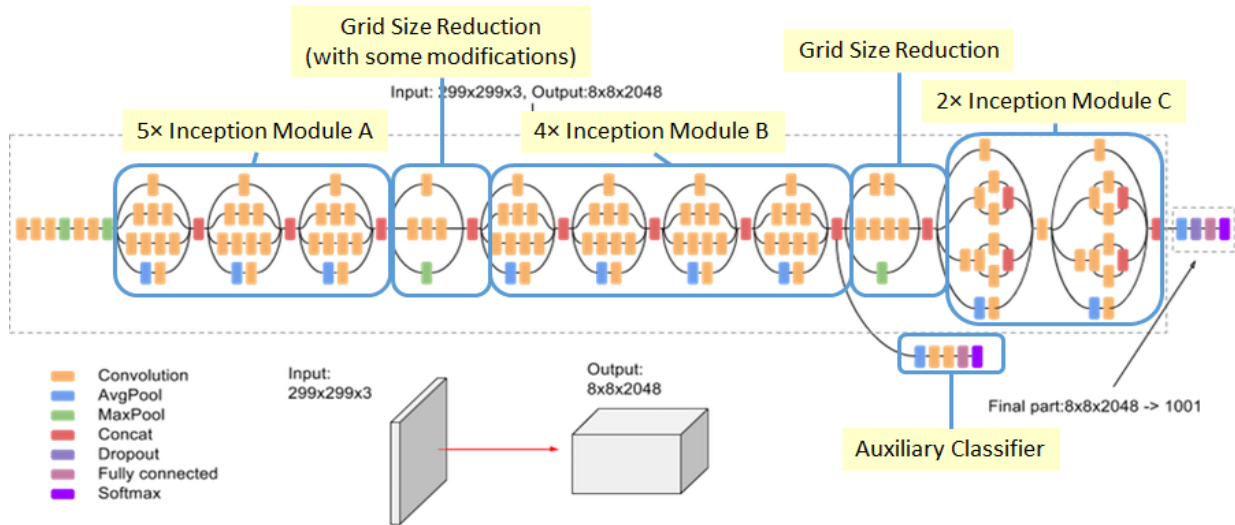 Grid Size Reduction
(with some modifications)
Grid Size Reduction
Input: 299x299x3, Output:8x8x2048
2× Inception Module C
5× Inception Module A
4× Inception Module B
Convolution
AvgPool
MaxPool
Concat
Dropout
Fully connected
Softmax
Input:
299x299x3
Output:
8x8x2048
Final part:8x8x2048 -> 1001
Auxiliary Classifier